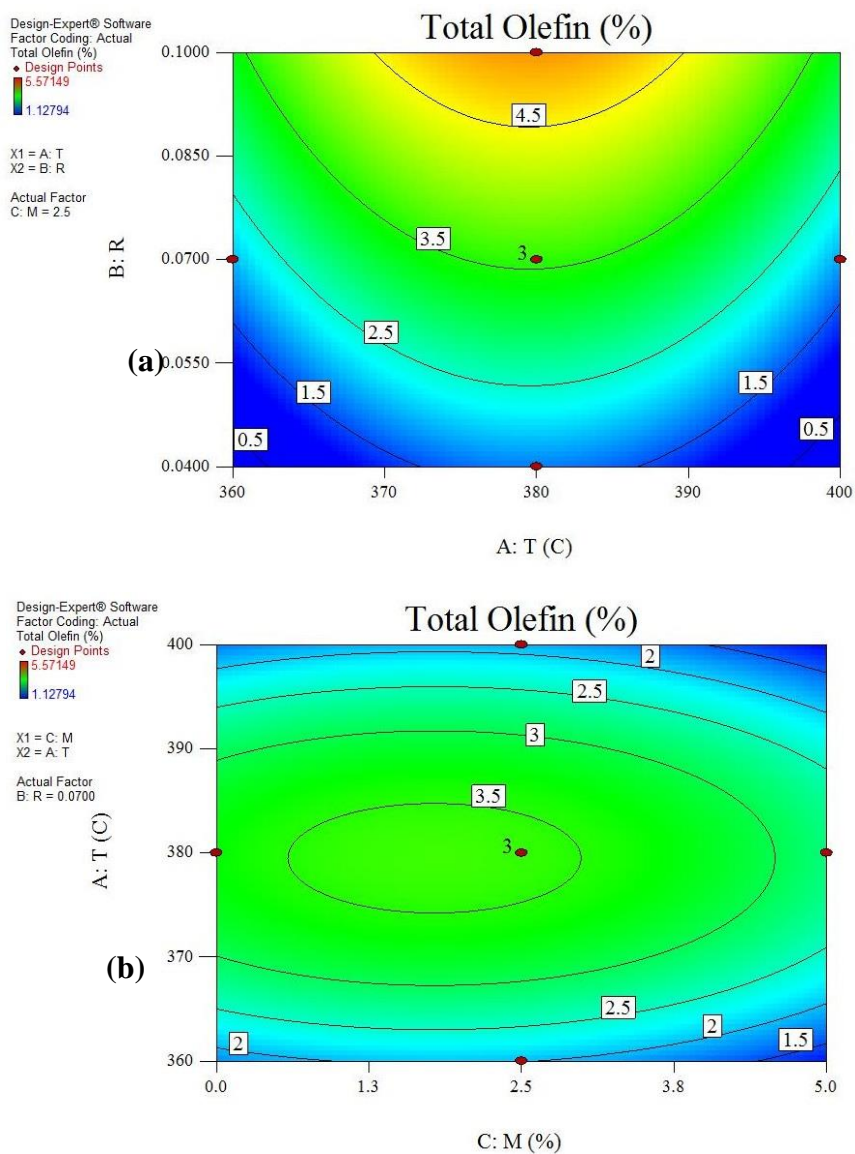 Design-Expert® Software
Factor Coding: Actual
Total Olefin (%)
Design Points
5.57149
1.12794
X1 = A: T
X2 = B: R
Actual Factor
C: M = 2.5
Total Olefin (%)
0.1000
0.0850
0.0700
0.0550
0.0400
B: R
(a)
4.5
3.5
3
2.5
1.5
1.5
0.5
0.5
360
370
380
390
400
A: T (C)
Design-Expert® Software
Factor Coding: Actual
Total Olefin (%)
Design Points
5.57149
1.12794
X1 = C: M
X2 = A: T
Actual Factor
B: R = 0.0700
Total Olefin (%)
400
390
380
370
360
A: T (C)
(b)
2
2.5
3
3.5
3
2.5
2
2
1.5
0.0
1.3
2.5
3.8
5.0
C: M (%)